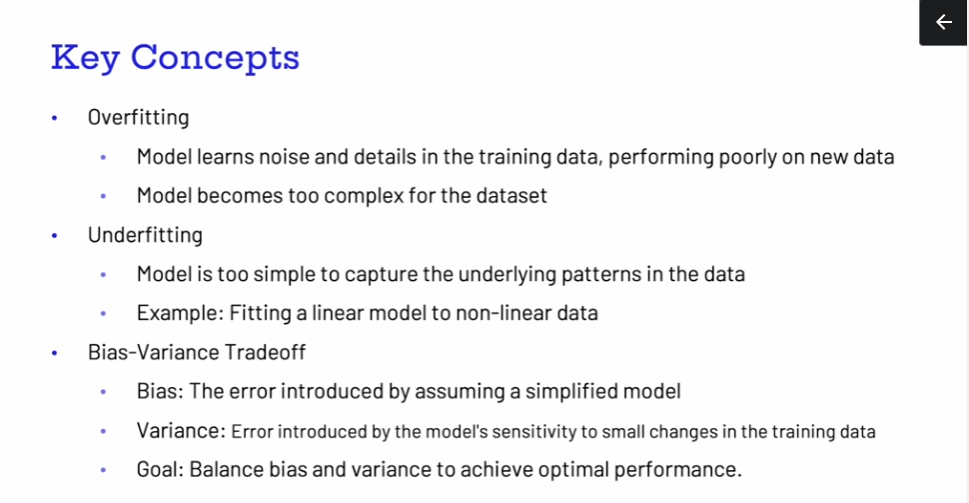 Key Concepts
• Overfitting
• Model learns noise and details in the training data, performing poorly on new data
• Model becomes too complex for the dataset
• Underfitting
• Model is too simple to capture the underlying patterns in the data
• Example: Fitting a linear model to non-linear data
• Bias-Variance Tradeoff
• Bias: The error introduced by assuming a simplified model
• Variance: Error introduced by the model's sensitivity to small changes in the training data
• Goal: Balance bias and variance to achieve optimal performance.